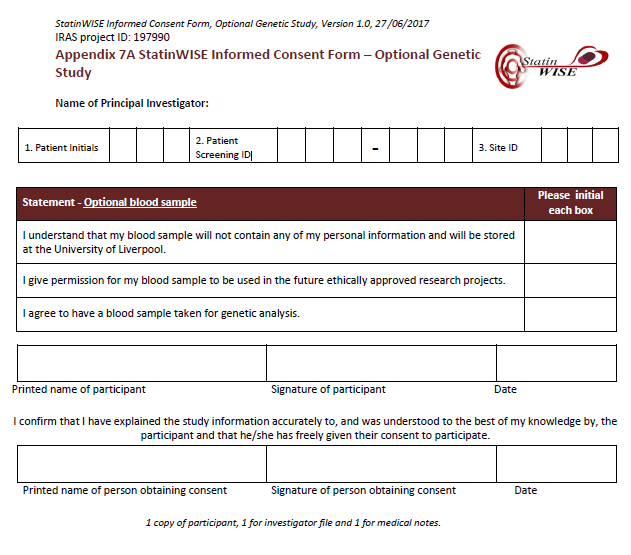 StatinWISE Informed Consent Form, Optional Genetic Study, Version 1.0, 27/06/2017
IRAS project ID: 197990
Appendix 7A StatinWISE Informed Consent Form – Optional Genetic
Study
Statin
WISE
Name of Principal Investigator:
1. Patient Initials
2. Patient
Screening ID
-
3. Site ID
Statement - Optional blood sample
Please initial
each box
I understand that my blood sample will not contain any of my personal information and will be stored
at the University of Liverpool.
I give permission for my blood sample to be used in the future ethically approved research projects.
I agree to have a blood sample taken for genetic analysis.
Printed name of participant
Signature of participant
Date
I confirm that I have explained the study information accurately to, and was understood to the best of my knowledge by, the
participant and that he/she has freely given their consent to participate.
Printed name of person obtaining consent
Signature of person obtaining consent
Date
1 copy of participant, 1 for investigator file and 1 for medical notes.